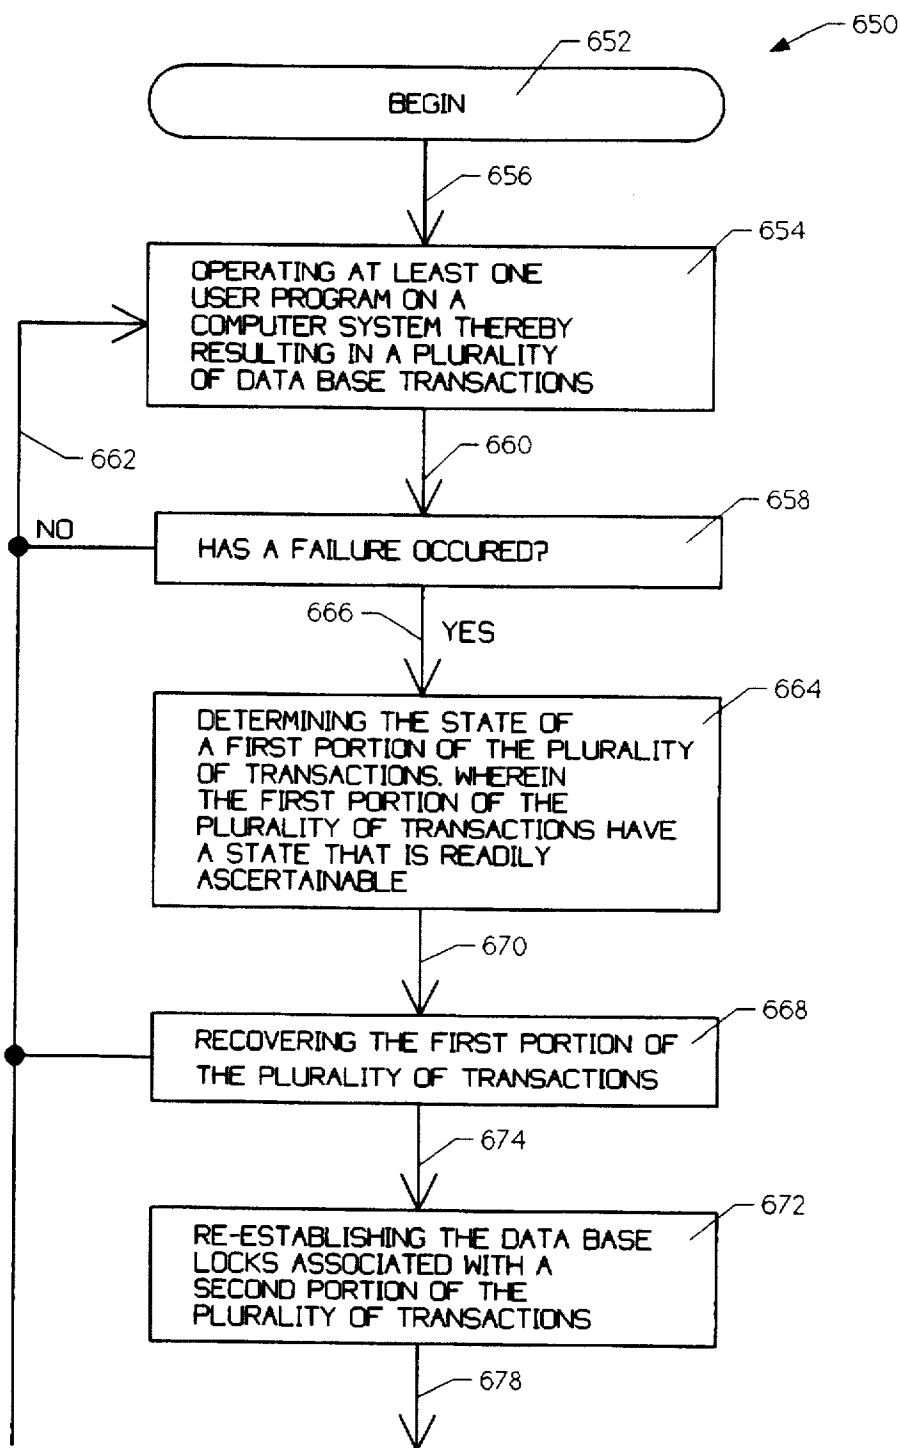 650
652
BEGIN
656
654
OPERATING AT LEAST ONE
USER PROGRAM ON A
COMPUTER SYSTEM THEREBY
RESULTING IN A PLURALITY
OF DATA BASE TRANSACTIONS
662
660
658
NO
HAS A FAILURE OCCURED?
666
YES
664
DETERMINING THE STATE OF
A FIRST PORTION OF THE PLURALITY
OF TRANSACTIONS. WHEREIN
THE FIRST PORTION OF THE
PLURALITY OF TRANSACTIONS HAVE
A STATE THAT IS READILY
ASCERTAINABLE
670
668
RECOVERING THE FIRST PORTION OF
THE PLURALITY OF TRANSACTIONS
674
672
RE-ESTABLISHING THE DATA BASE
LOCKS ASSOCIATED WITH A
SECOND PORTION OF THE
PLURALITY OF TRANSACTIONS
678